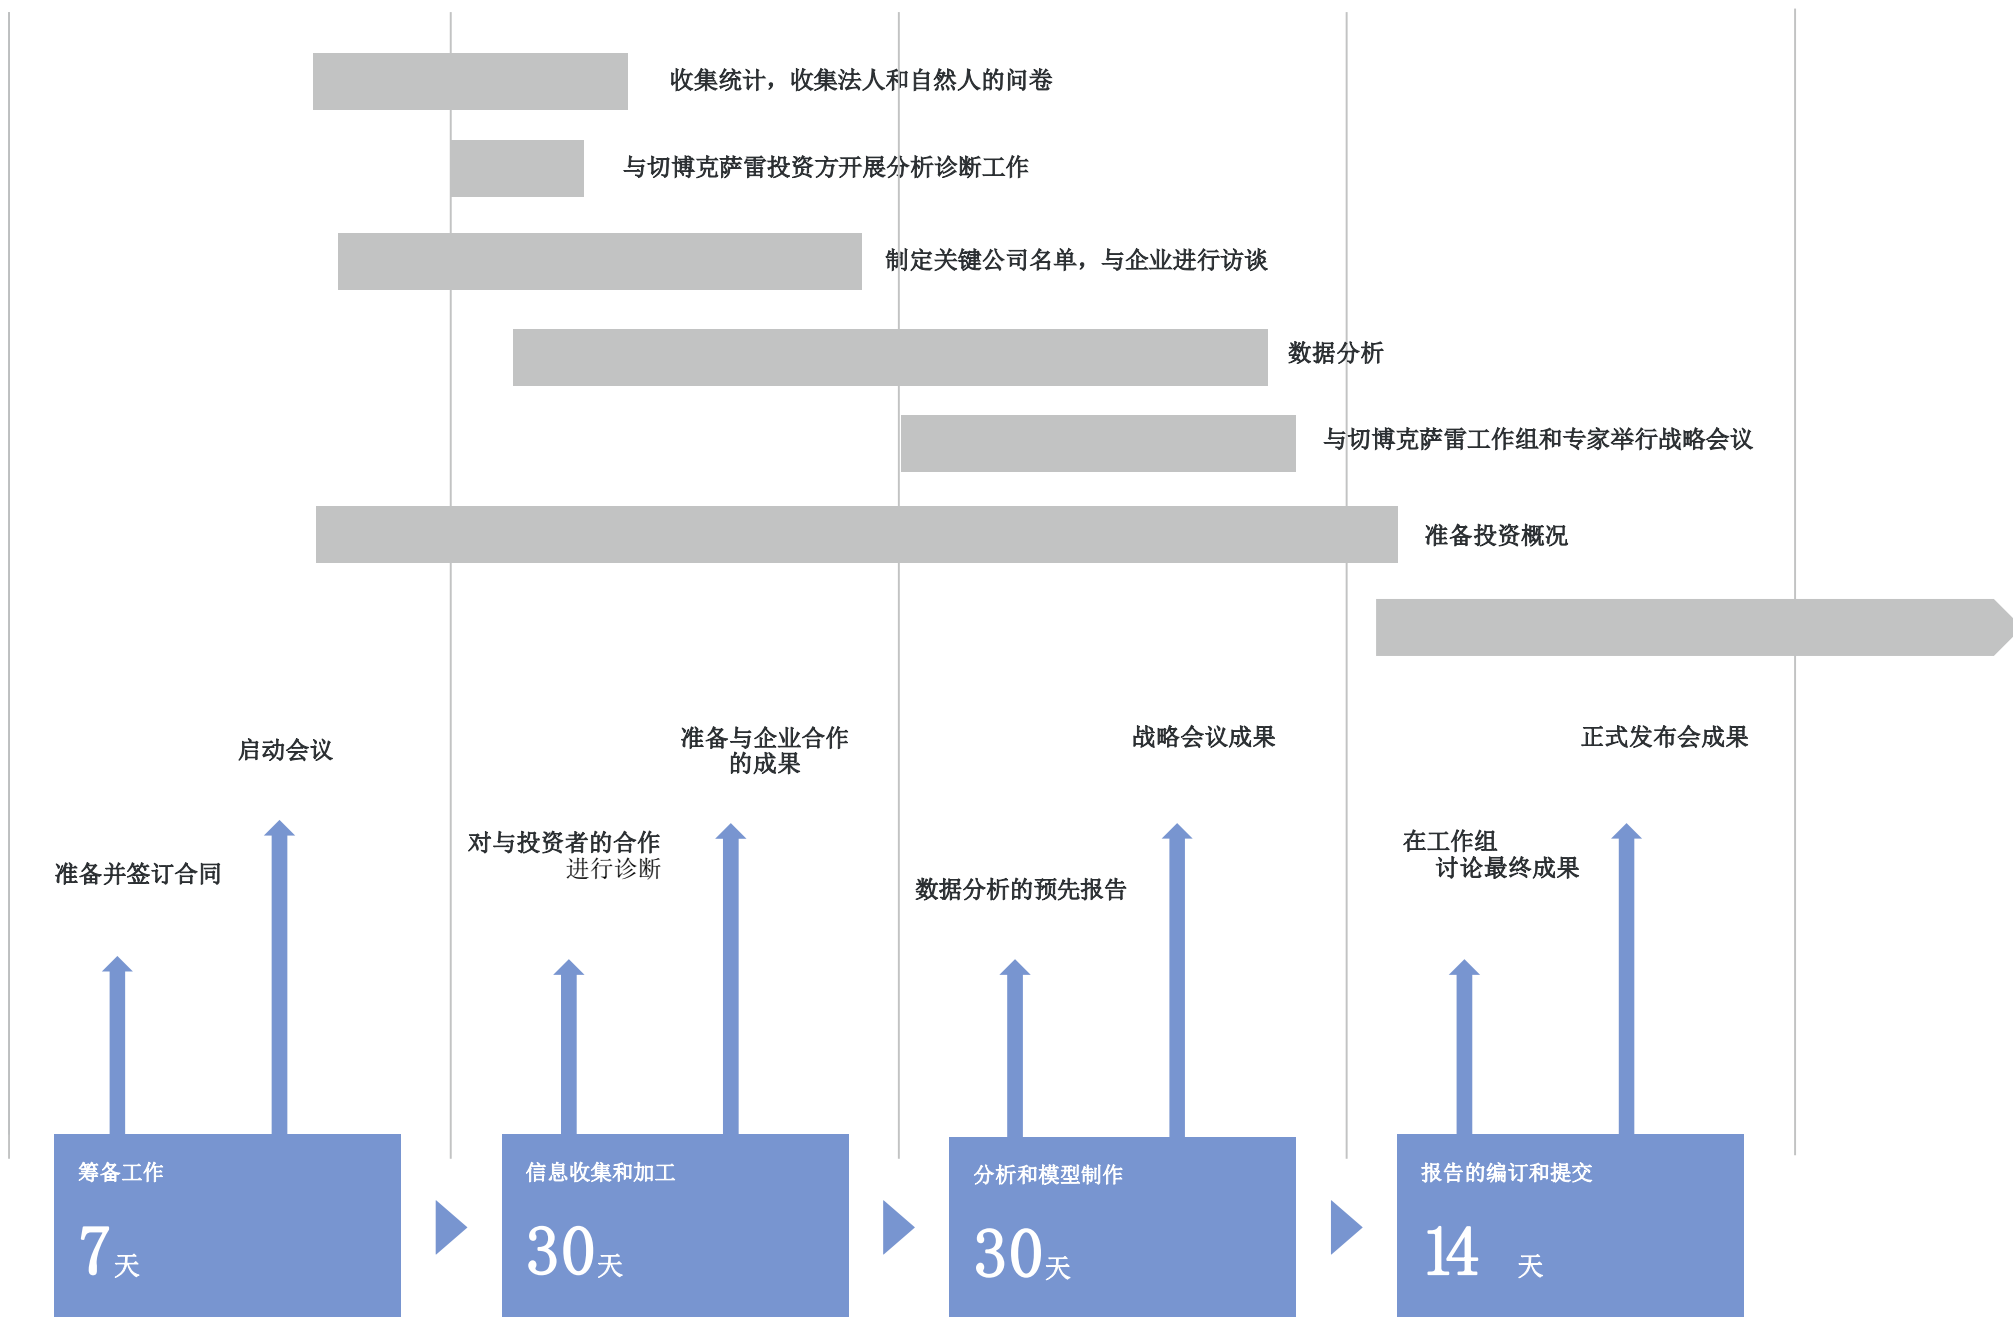 收集统计，收集法人和自然人的问卷
与切博克萨雷投资方开展分析诊断工作
制定关键公司名单，与企业进行访谈
数据分析
与切博克萨雷工作组和专家举行战略会议
准备投资概况
启动会议
准备与企业合作
的成果
战略会议成果
正式发布会成果
准备并签订合同
对与投资者的合作
进行诊断
数据分析的预先报告
在工作组
讨论最终成果
筹备工作
7天
信息收集和加工
30天
分析和模型制作
30天
报告的编订和提交
14 天